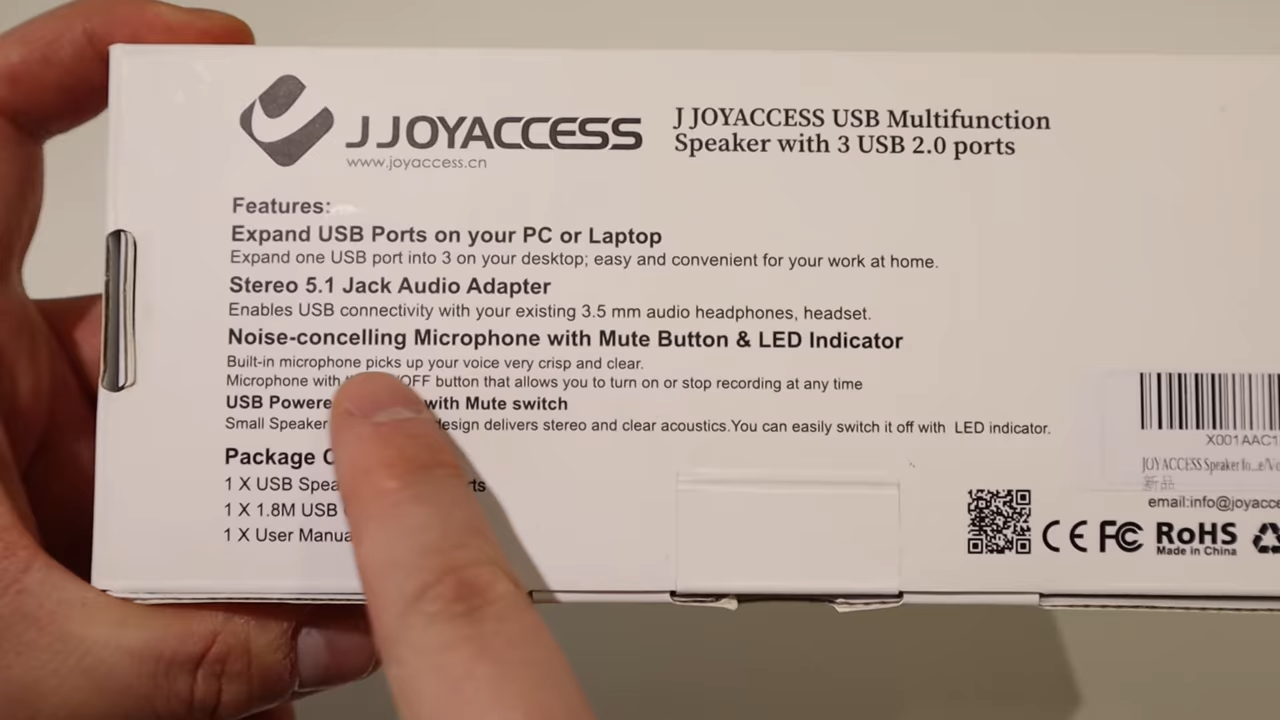 J JOYACCESS
www.joyaccess.cn
J JOYACCESS USB Multifunction
Speaker with 3 USB 2.0 ports
Features:
Expand USB Ports on your PC or Laptop
Expand one USB port into 3 on your desktop; easy and convenient for your work at home.
Stereo 5.1 Jack Audio Adapter
Enables USB connectivity with your existing 3.5 mm audio headphones, headset.
Noise-concelling Microphone with Mute Button & LED Indicator
Built-in microphone picks up your voice very crisp and clear.
Microphone with /OFF button that allows you to turn on or stop recording at any time
USB Powere with Mute switch
Small Speaker design delivers stereo and clear acoustics.You can easily switch it off with LED indicator.
Package
1 X USB Spea
1 X 1.8M USB
1 X User Manua
X001AAC1
JOYACCESS Speaker fo...e/Vo
新品
email:info@joyacce
CE FC RoHS
Made in China